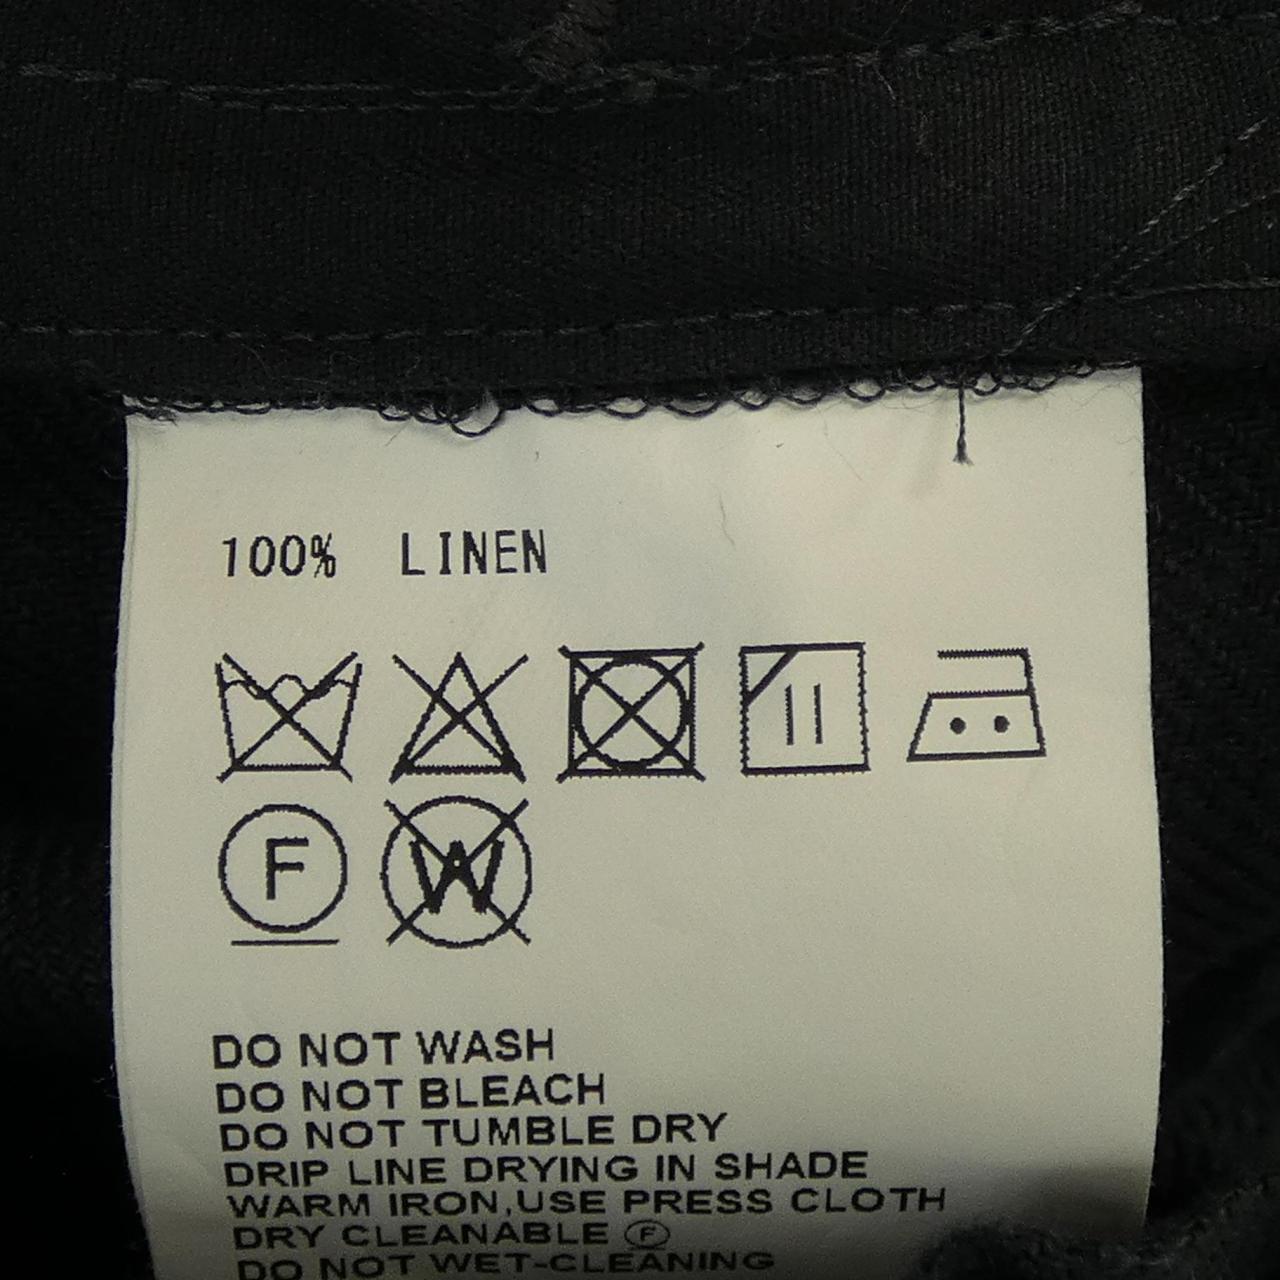 100% LINEN
F W
DO NOT WASH
DO NOT BLEACH
DO NOT TUMBLE DRY
DRIP LINE DRYING IN SHADE
WARM IRON,USE PRESS CLOTH
DRY CLEANABLE Ⓕ
DO NOT WET-CLEANING